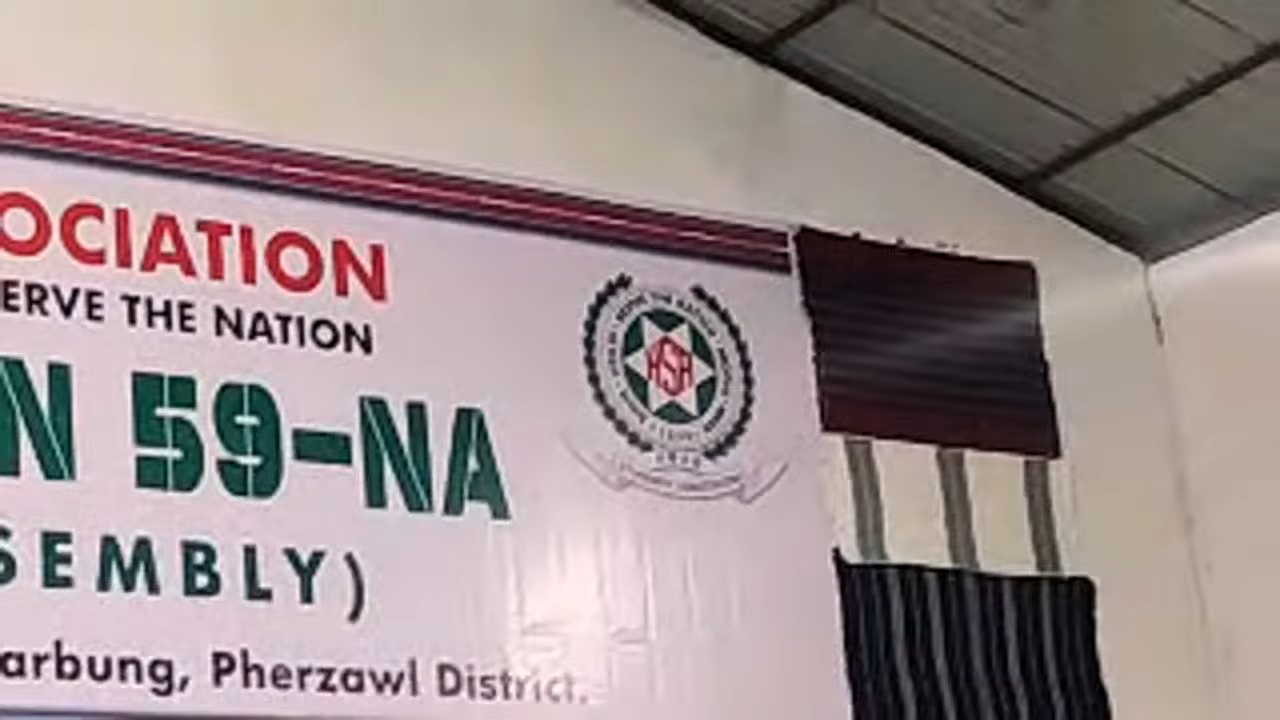 OCIATION
ERVE THE NATION
N 59-NA
SEMBLY)
arbung, Pherzawl District.
HSA